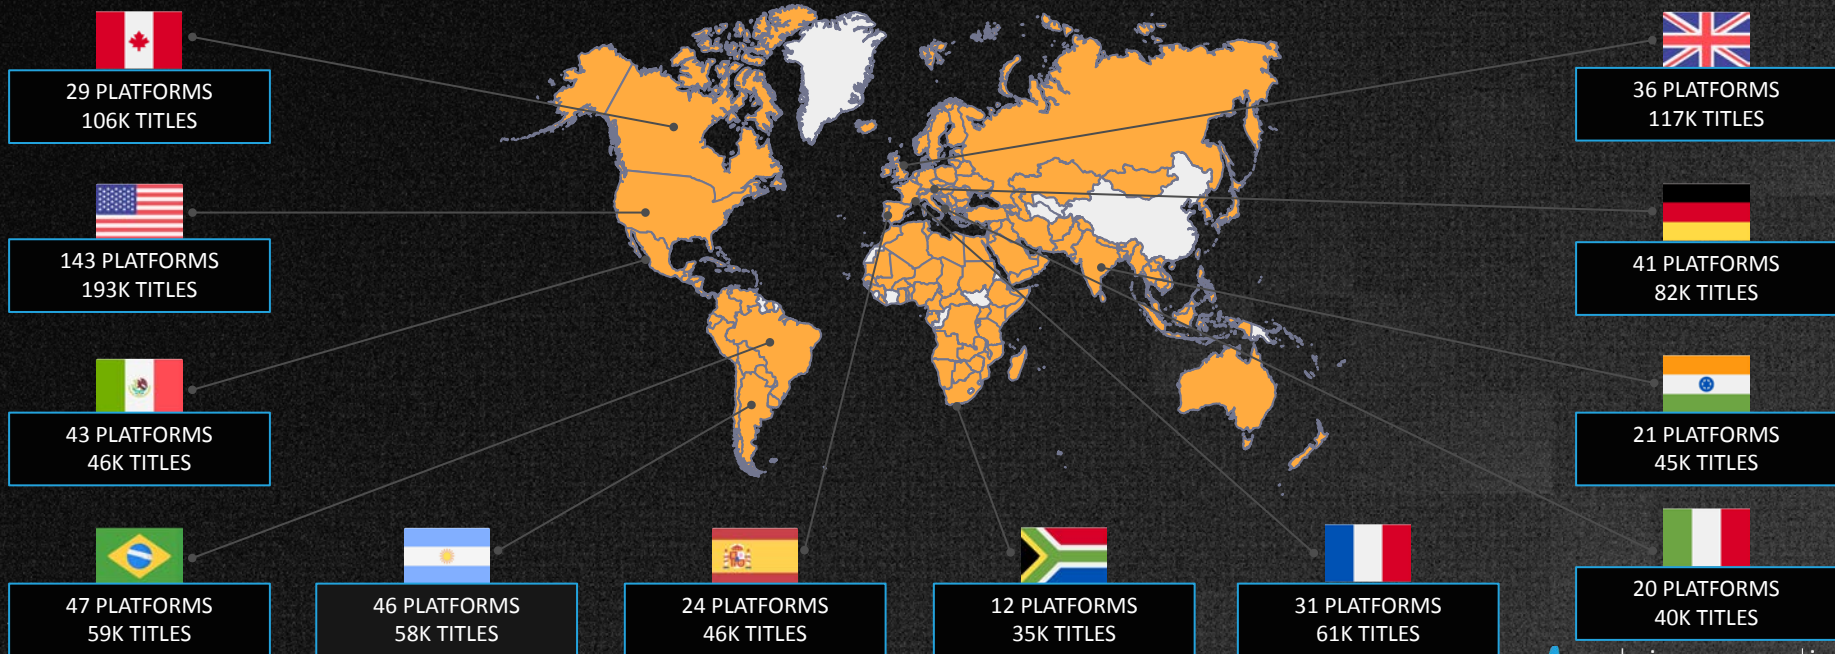 29 PLATFORMS
106K TITLES
36 PLATFORMS
117K TITLES
143 PLATFORMS
193K TITLES
41 PLATFORMS
82K TITLES
43 PLATFORMS
46K TITLES
21 PLATFORMS
45K TITLES
47 PLATFORMS
59K TITLES
46 PLATFORMS
58K TITLES
24 PLATFORMS
46K TITLES
12 PLATFORMS
35K TITLES
31 PLATFORMS
61K TITLES
20 PLATFORMS
40K TITLES